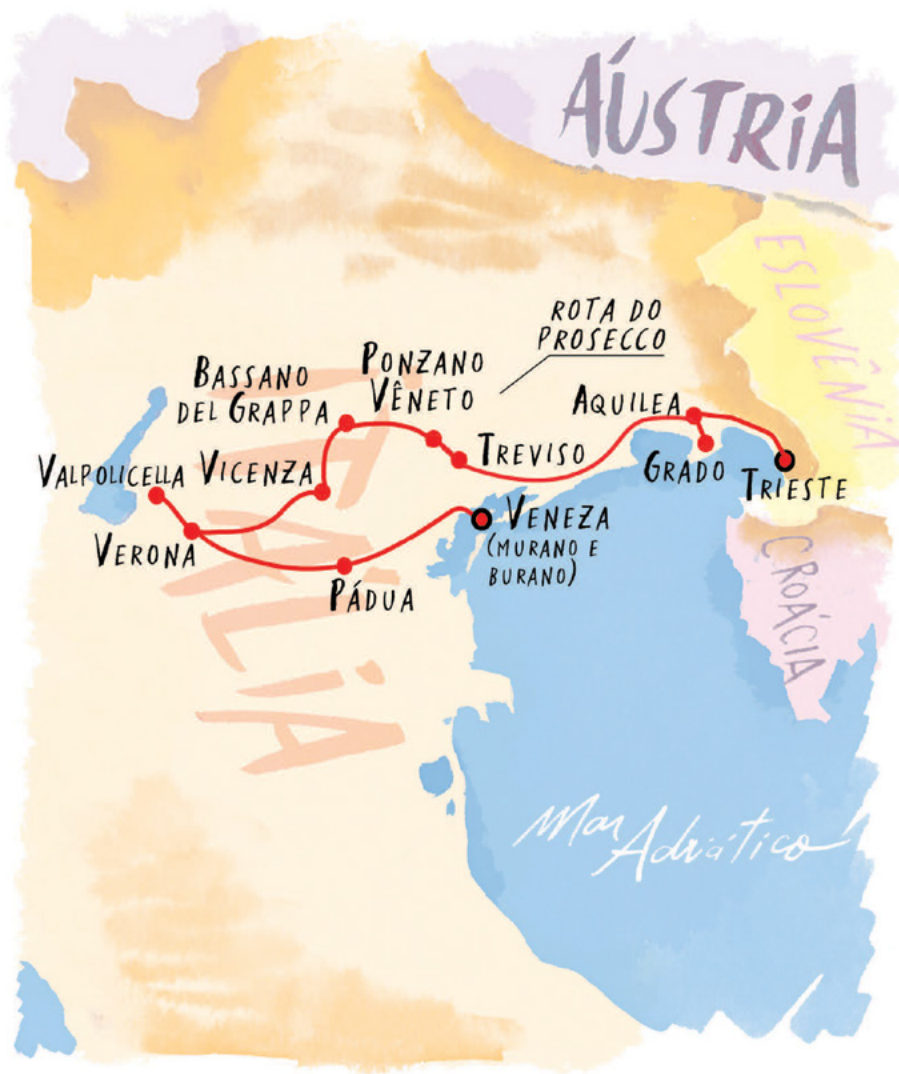 AÚSTRIA
ESLOVÊNIA
ROTA DO
PROSECCO
PONZANO
VÊNETO
BASSANO
DEL GRAPPA
AQUILEA
TREVISO
GRADO
TRIESTE
VALPOLICELLA
VICENZA
VENEZA
(MURANO E
BURANO)
VERONA
PÁDUA
ITÁLIA
CROÁCIA
Mar
Adriático